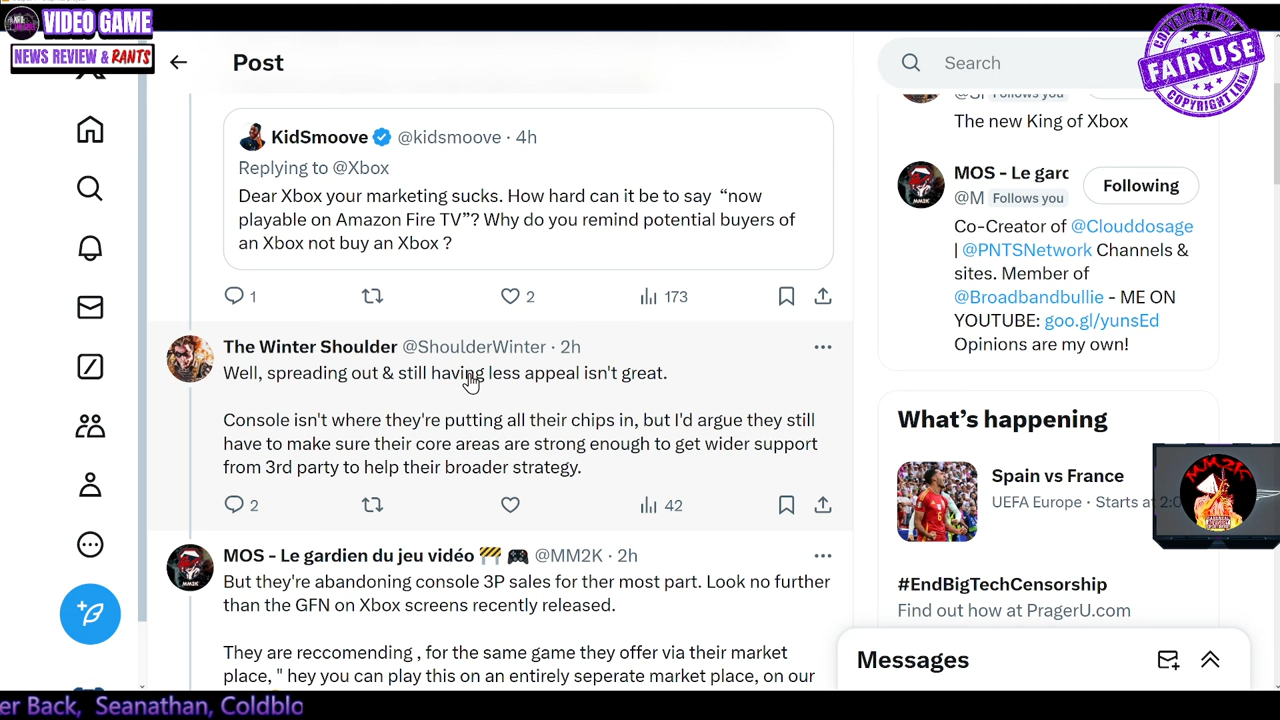 VIDEO GAME
NEWS REVIEW & RANTS
Post
Search
COPYRIGHT LAW
FAIR USE
COPYRIGHT LAW
KidSmoove @kidsmoove · 4h
Replying to @Xbox
Dear Xbox your marketing sucks. How hard can it be to say “now
playable on Amazon Fire TV”? Why do you remind potential buyers of
an Xbox not buy an Xbox ?
1
2
173
The Winter Shoulder @ShoulderWinter · 2h
Well, spreading out & still having less appeal isn't great.
Console isn't where they're putting all their chips in, but I'd argue they still
have to make sure their core areas are strong enough to get wider support
from 3rd party to help their broader strategy.
2
42
MOS - Le gardien du jeu vidéo 🚧 🎮 @MM2K · 2h
But they're abandoning console 3P sales for ther most part. Look no further
than the GFN on Xbox screens recently released.
They are reccomending , for the same game they offer via their market
place, " hey you can play this on an entirely seperate market place, on our
Follows you
The new King of Xbox
MOS - Le garc
Following
@M Follows you
Co-Creator of @Clouddosage
| @PNTSNetwork Channels &
sites. Member of
@Broadbandbullie - ME ON
YOUTUBE: goo.gl/yunsEd
Opinions are my own!
What’s happening
Spain vs France
UEFA Europe · Starts at 2:0
MM2K
#EndBigTechCensorship
Find out how at PragerU.com
Messages
er Back, Seanathan, Coldblo